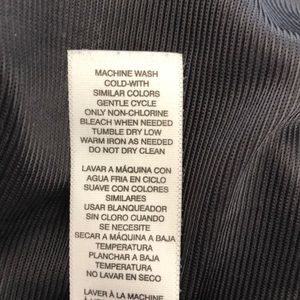 MACHINE WASH
COLD-WITH
SIMILAR COLORS
GENTLE CYCLE
ONLY NON-CHLORINE
BLEACH WHEN NEEDED
TUMBLE DRY LOW
WARM IRON AS NEEDED
DO NOT DRY CLEAN
LAVAR A MÁQUINA CON
AGUA FRIA EN CICLO
SUAVE CON COLORES
SIMILARES
USAR BLANQUEADOR
SIN CLORO CUANDO
SE NECESITE
SECAR A MÁQUINA A BAJA
TEMPERATURA
PLANCHAR A BAJA
TEMPERATURA
NO LAVAR EN SECO
LAVER À LA MACHINE